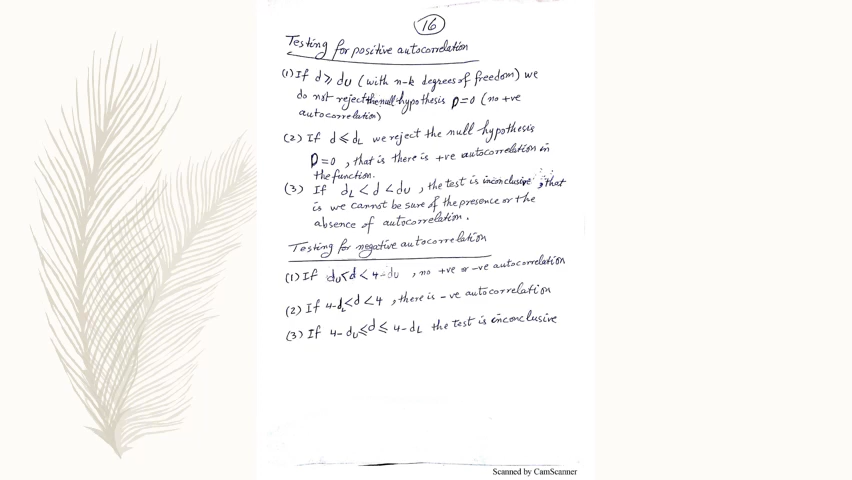 16
Testing for positive autocorrelation
(1) If d ⩾ dU (with n-k degrees of freedom) we
do not reject the null hypothesis ρ=0 (no +ve
autocorrelation)
(2) If d ⩽ dL we reject the null hypothesis
ρ=0, that is there is +ve autocorrelation in
the function.
(3) If dL < d < dU, the test is inconclusive, that
is we cannot be sure of the presence or the
absence of autocorrelation.
Testing for negative autocorrelation
(1) If dU < d < 4-dU, no +ve or -ve autocorrelation
(2) If 4-dL < d < 4, there is -ve autocorrelation
(3) If 4-dU ⩽ d ⩽ 4-dL the test is inconclusive
Scanned by CamScanner